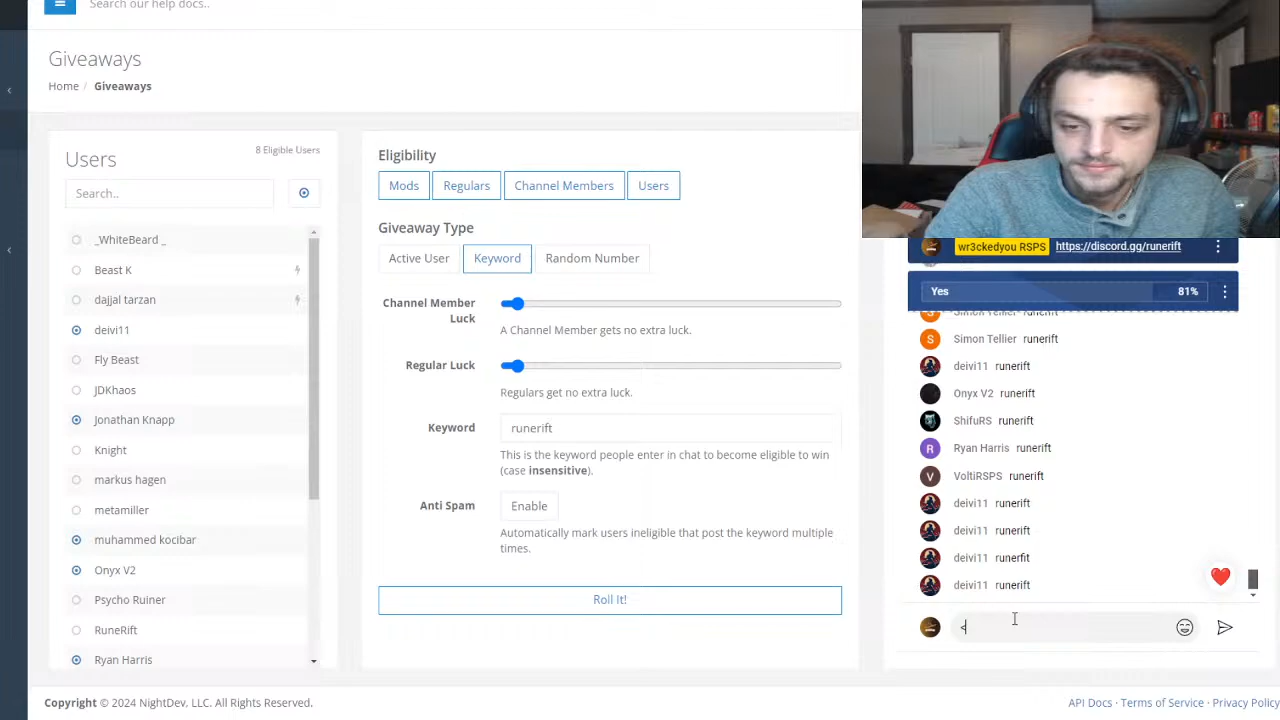 Search our help docs..
Giveaways
Home / Giveaways
Users
8 Eligible Users
Search..
_WhiteBeard _
Beast K
dajjal tarzan
deivi11
Fly Beast
JDKhaos
Jonathan Knapp
Knight
markus hagen
metamiller
muhammed kocibar
Onyx V2
Psycho Ruiner
RuneRift
Ryan Harris
Eligibility
Mods Regulars Channel Members Users
Giveaway Type
Active User Keyword Random Number
Channel Member
Luck
A Channel Member gets no extra luck.
Regular Luck
Regulars get no extra luck.
Keyword runerift
This is the keyword people enter in chat to become eligible to win
(case insensitive).
Anti Spam Enable
Automatically mark users ineligible that post the keyword multiple
times.
Roll It!
wr3ckedyou RSPS https://discord.gg/runerift
Yes 81%
Simon Tellier runerift
Simon Tellier runerift
deivi11 runerift
Onyx V2 runerift
ShifuRS runerift
Ryan Harris runerift
VoltiRSPS runerift
deivi11 runerift
deivi11 runerift
deivi11 runerfit
deivi11 runerift
<
Copyright © 2024 NightDev, LLC. All Rights Reserved.
API Docs · Terms of Service · Privacy Policy